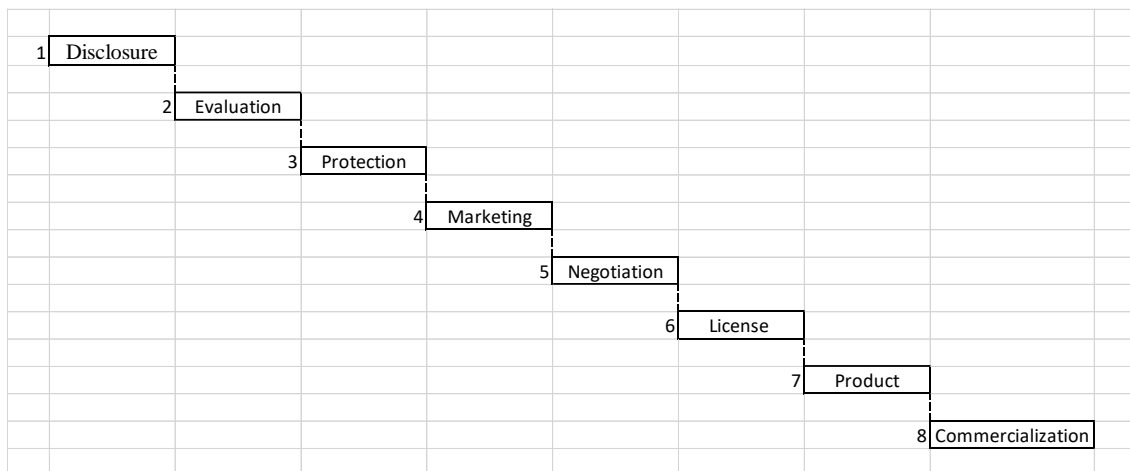 1 Disclosure
2 Evaluation
3 Protection
4 Marketing
5 Negotiation
6 License
7 Product
8 Commercialization